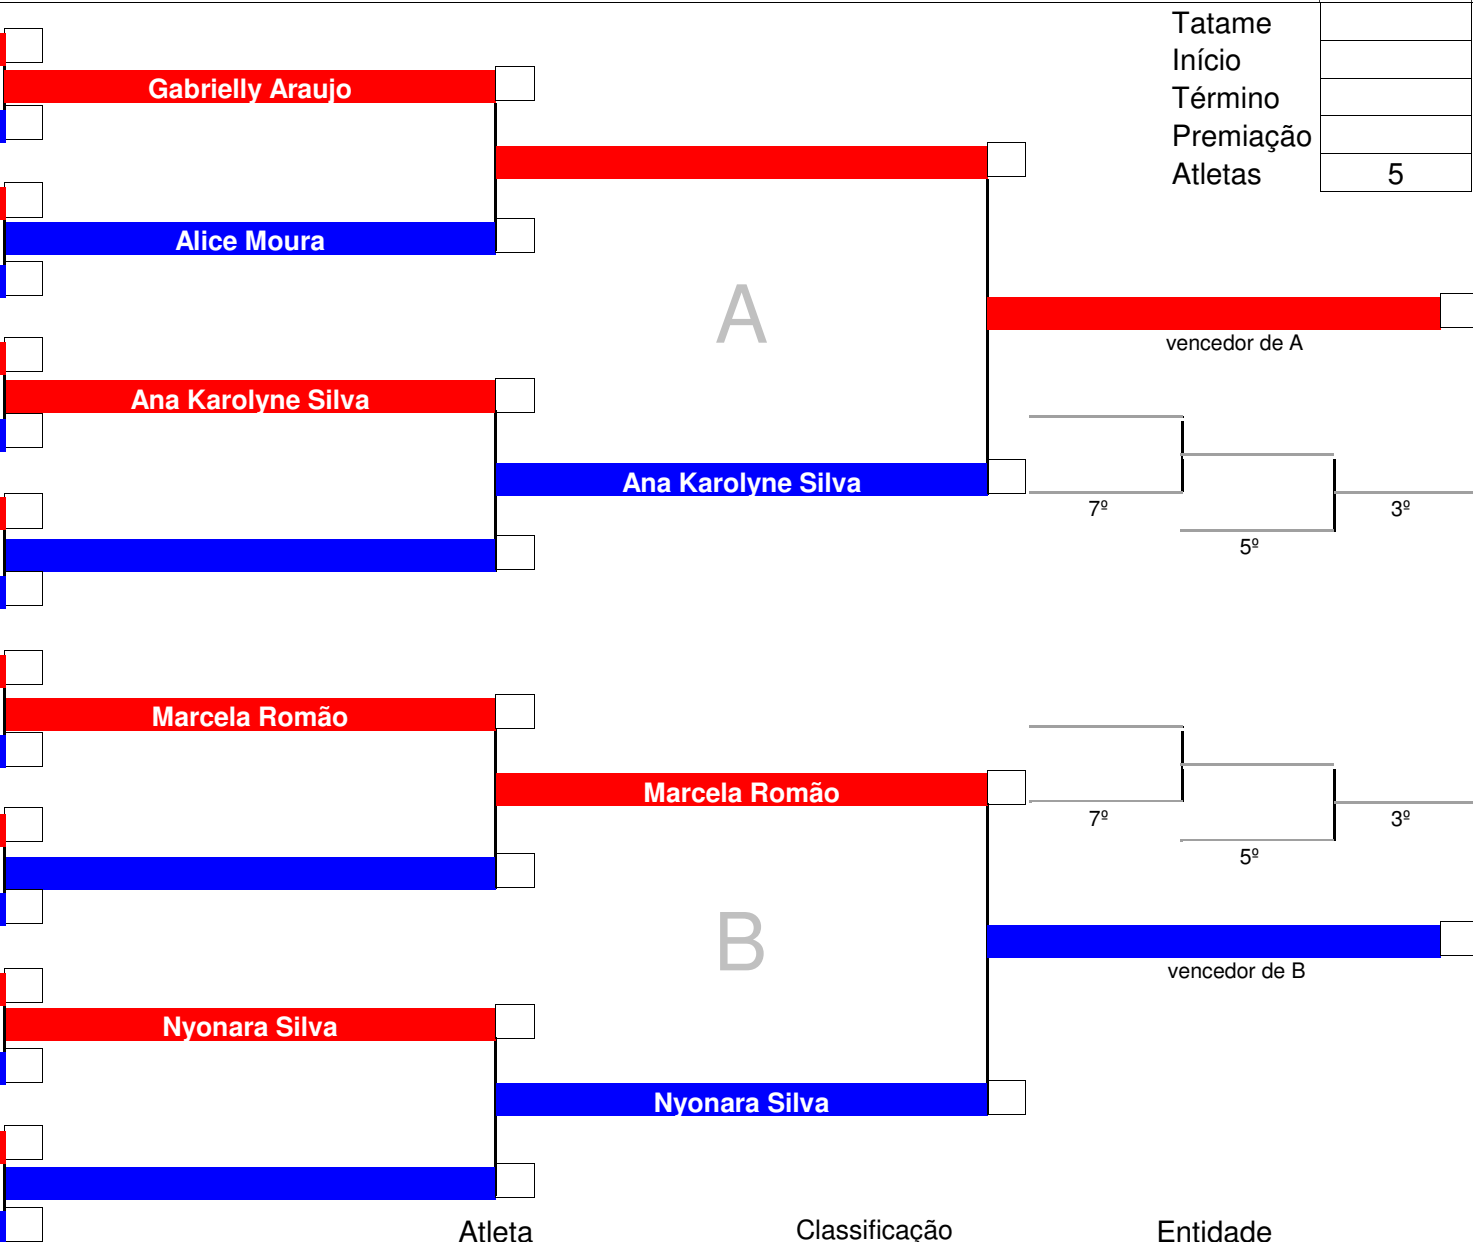 Tatame
Início
Gabrielly Araujo
Término
Premiação
Atletas 5
Alice Moura
A
vencedor de A
Ana Karolyne Silva
Ana Karolyne Silva
7º
3º
5º
Marcela Romão
Marcela Romão
7º
3º
5º
B
vencedor de B
Nyonara Silva
Nyonara Silva
Atleta Classificação Entidade